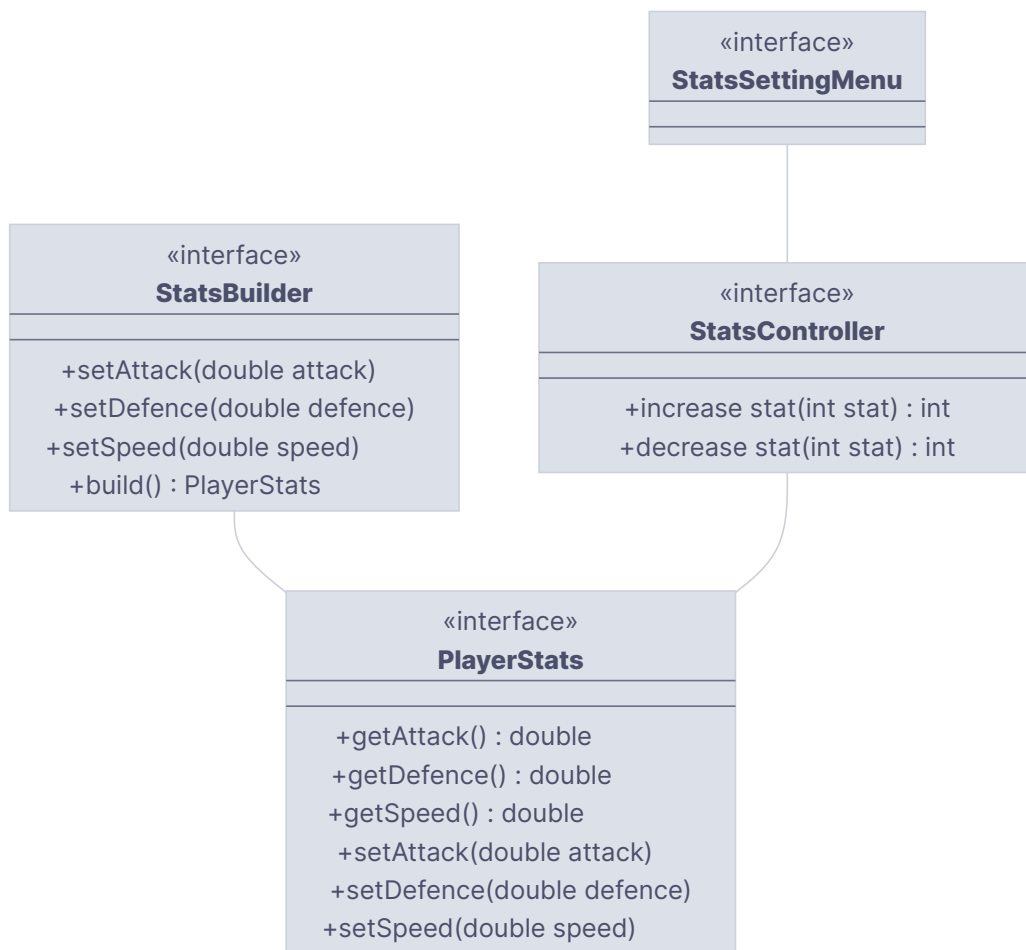 «interface»
StatsSettingMenu
«interface»
StatsBuilder
+setAttack(double attack)
+setDefence(double defence)
+setSpeed(double speed)
+build() : PlayerStats
«interface»
StatsController
+increase stat(int stat) : int
+decrease stat(int stat) : int
«interface»
PlayerStats
+getAttack() : double
+getDefence() : double
+getSpeed() : double
+setAttack(double attack)
+setDefence(double defence)
+setSpeed(double speed)